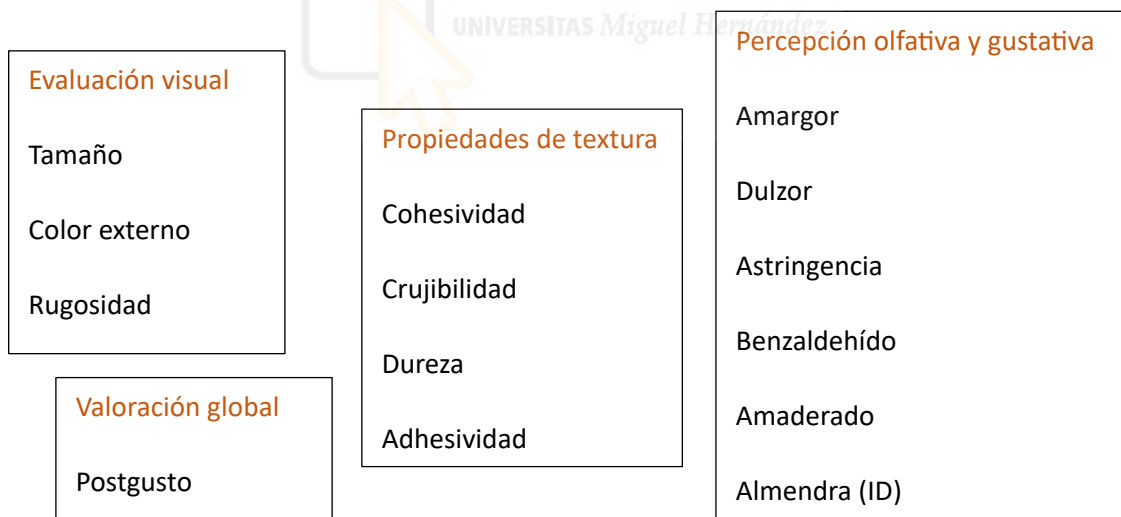 UNIVERSITAS Miguel Hernández
Evaluación visual
Tamaño
Color externo
Rugosidad
Valoración global
Postgusto
Propiedades de textura
Cohesividad
Crujibilidad
Dureza
Adhesividad
Percepción olfativa y gustativa
Amargor
Dulzor
Astringencia
Benzaldehído
Amaderado
Almendra (ID)